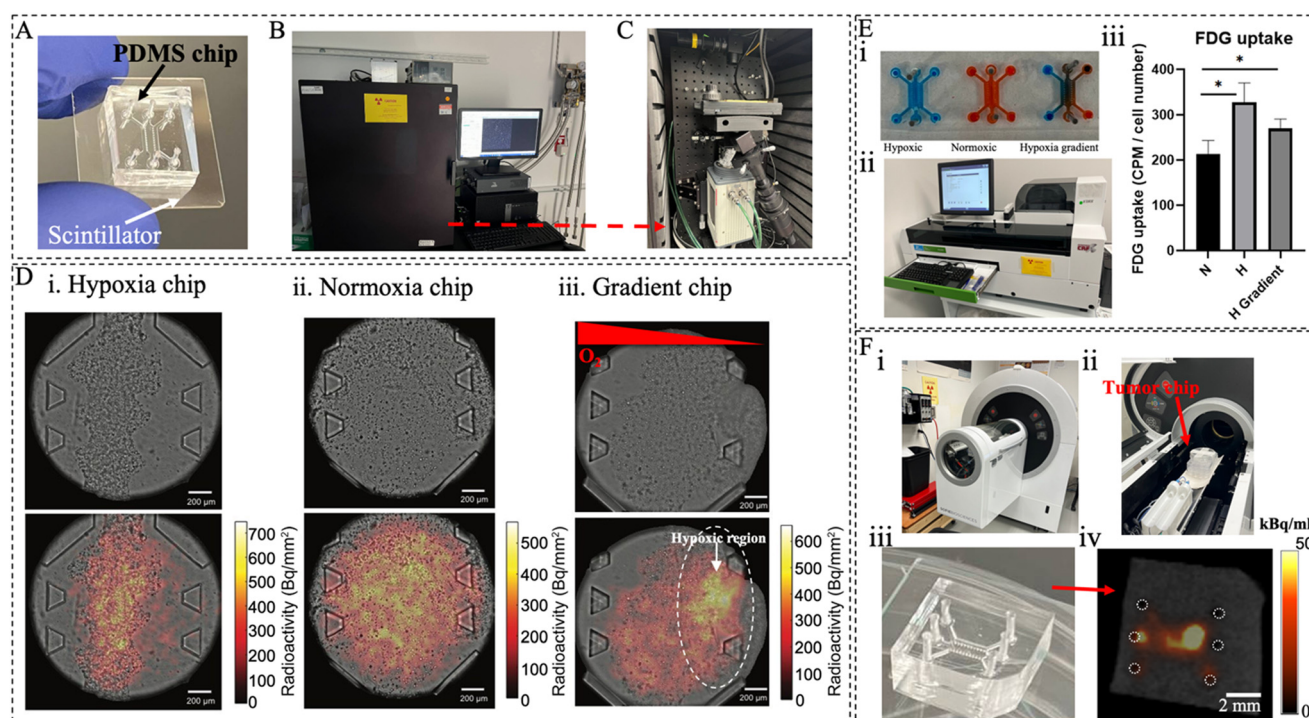 A
PDMS chip
Scintillator
B
C
D
i. Hypoxia chip
ii. Normoxia chip
iii. Gradient chip
O2
200 μm
200 μm
200 μm
Hypoxic region
700
600
500
400
300
200
100
0
Radioactivity (Bq/mm²)
200 μm
500
400
300
200
100
0
Radioactivity (Bq/mm²)
200 μm
600
500
400
300
200
100
0
Radioactivity (Bq/mm²)
200 μm
E
i
Hypoxic
Normoxic
Hypoxia gradient
ii
iii
FDG uptake
FDG uptake (CPM / cell number)
400
300
200
100
0
*
*
N
H
H Gradient
F
i
ii
Tumor chip
iii
iv
kBq/ml
50
0
2 mm